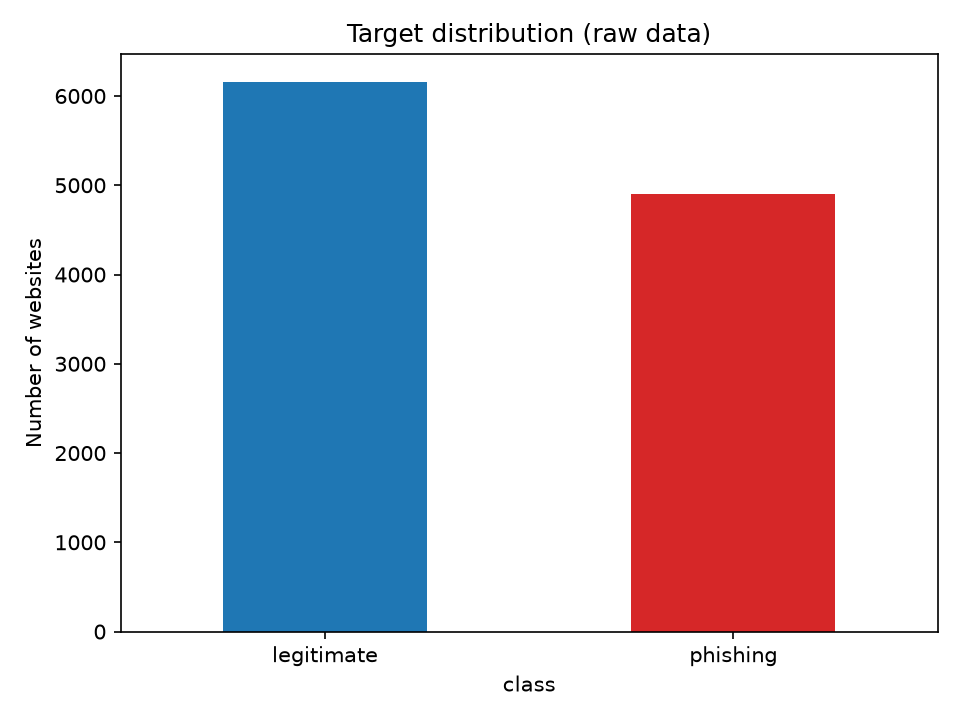 Target distribution (raw data)
Number of websites
6000
5000
4000
3000
2000
1000
0
legitimate
phishing
class